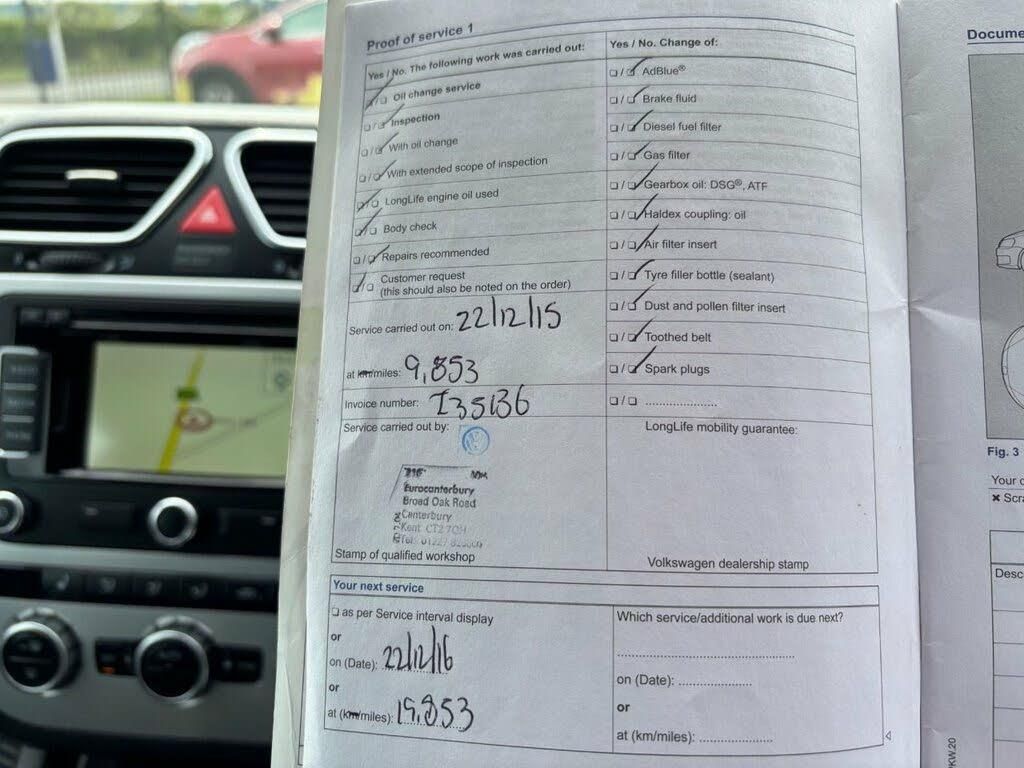 Proof of service 1
Yes / No. The following work was carried out:
Oil change service
Inspection
With oil change
With extended scope of inspection
LongLife engine oil used
Body check
Repairs recommended
Customer request
(this should also be noted on the order)
Service carried out on: 22/12/15
at km/miles: 9,853
Invoice number: I35136
Service carried out by:
Eurocanterbury
Broad Oak Road
Canterbury
Kent CT2 7QH
Stamp of qualified workshop
Yes / No. Change of:
AdBlue®
Brake fluid
Diesel fuel filter
Gas filter
Gearbox oil: DSG®, ATF
Haldex coupling: oil
Air filter insert
Tyre filler bottle (sealant)
Dust and pollen filter insert
Toothed belt
Spark plugs
LongLife mobility guarantee:
Volkswagen dealership stamp
Your next service
as per Service interval display
or
on (Date): 22/12/16
or
at (km/miles): 19,853
Which service/additional work is due next?
on (Date):
or
at (km/miles):
Docume
Fig. 3
Your
Scr
Desc